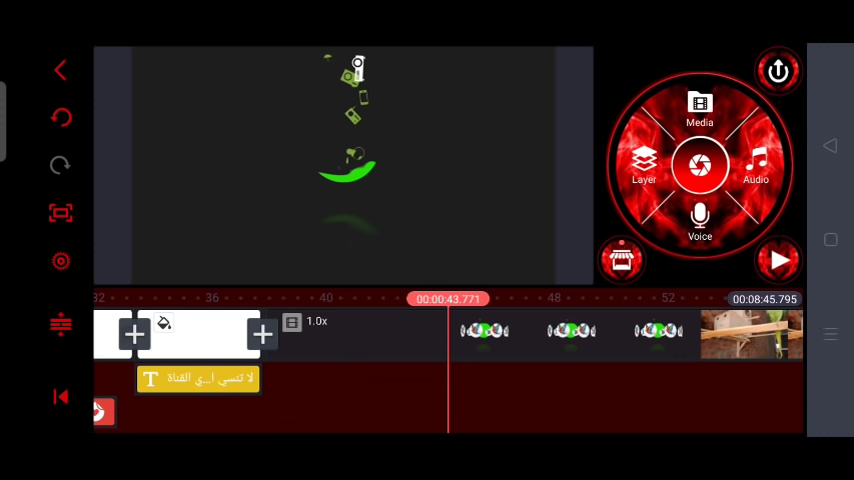 Media
Layer
Audio
Voice
32
36
40
00:00:43.771
48
52
00:08:45.795
1.0x
T لا تنسي ا...ي القناة